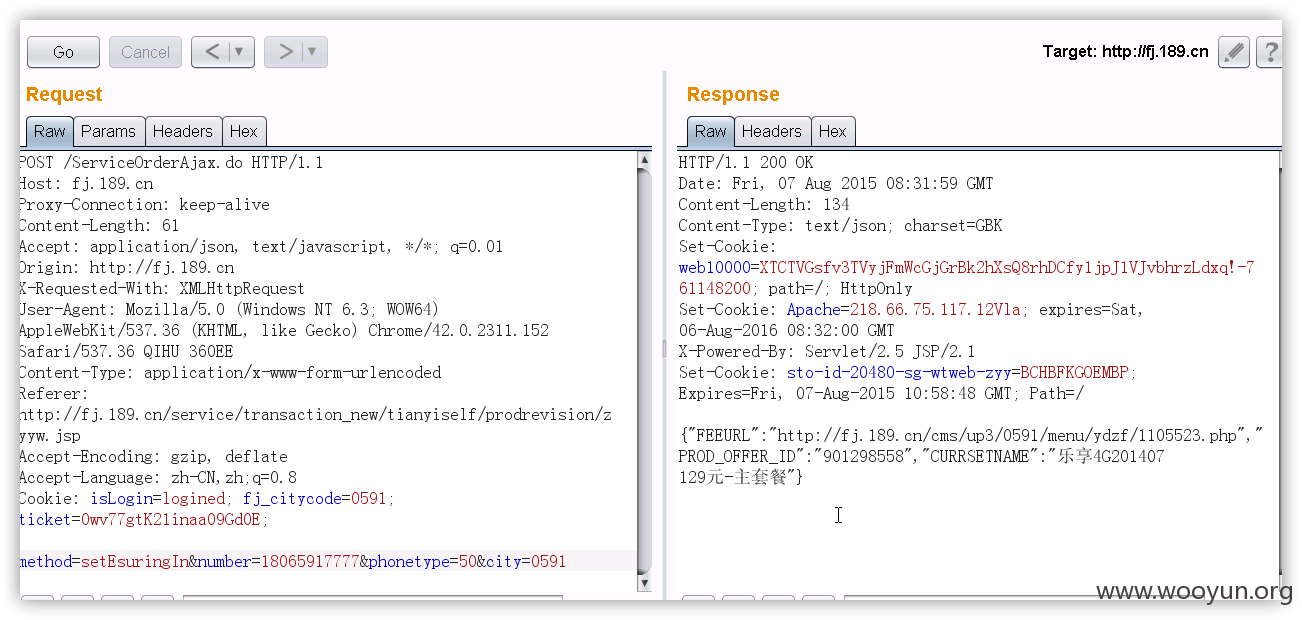 Go
Cancel
<
>
Target: http://fj.189.cn
?
Request
Raw
Params
Headers
Hex
POST /ServiceOrderAjax.do HTTP/1.1
Host: fj.189.cn
Proxy-Connection: keep-alive
Content-Length: 61
Accept: application/json, text/javascript, */*; q=0.01
Origin: http://fj.189.cn
X-Requested-With: XMLHttpRequest
User-Agent: Mozilla/5.0 (Windows NT 6.3; WOW64)
AppleWebKit/537.36 (KHTML, like Gecko) Chrome/42.0.2311.152
Safari/537.36 QIHU 360EE
Content-Type: application/x-www-form-urlencoded
Referer:
http://fj.189.cn/service/transaction_new/tianyiself/prodrevision/z
yyw.jsp
Accept-Encoding: gzip, deflate
Accept-Language: zh-CN,zh;q=0.8
Cookie: isLogin=logined; fj_citycode=0591;
ticket=0wv77gtK21inaa09Gd0E;
method=setEsuringIn&number=18065917777&phonetype=50&city=0591
Response
Raw
Headers
Hex
HTTP/1.1 200 OK
Date: Fri, 07 Aug 2015 08:31:59 GMT
Content-Length: 134
Content-Type: text/json; charset=GBK
Set-Cookie:
web10000=XTCTVGsfv3TVyjFmWcGjGrBk2hXsQ8rhDCfy1jpJ1VJvbhrzLdxq!-7
61148200; path=/; HttpOnly
Set-Cookie: Apache=218.66.75.117.12Vla; expires=Sat,
06-Aug-2016 08:32:00 GMT
X-Powered-By: Servlet/2.5 JSP/2.1
Set-Cookie: sto-id-20480-sg-wtweb-zyy=BCHBFKGOEMBP;
Expires=Fri, 07-Aug-2015 10:58:48 GMT; Path=/
{"FEEURL":"http://fj.189.cn/cms/up3/0591/menu/ydzf/1105523.php","
PROD_OFFER_ID":"901298558","CURRSETNAME":"乐享4G201407
129元-主套餐"}
www.wooyun.org